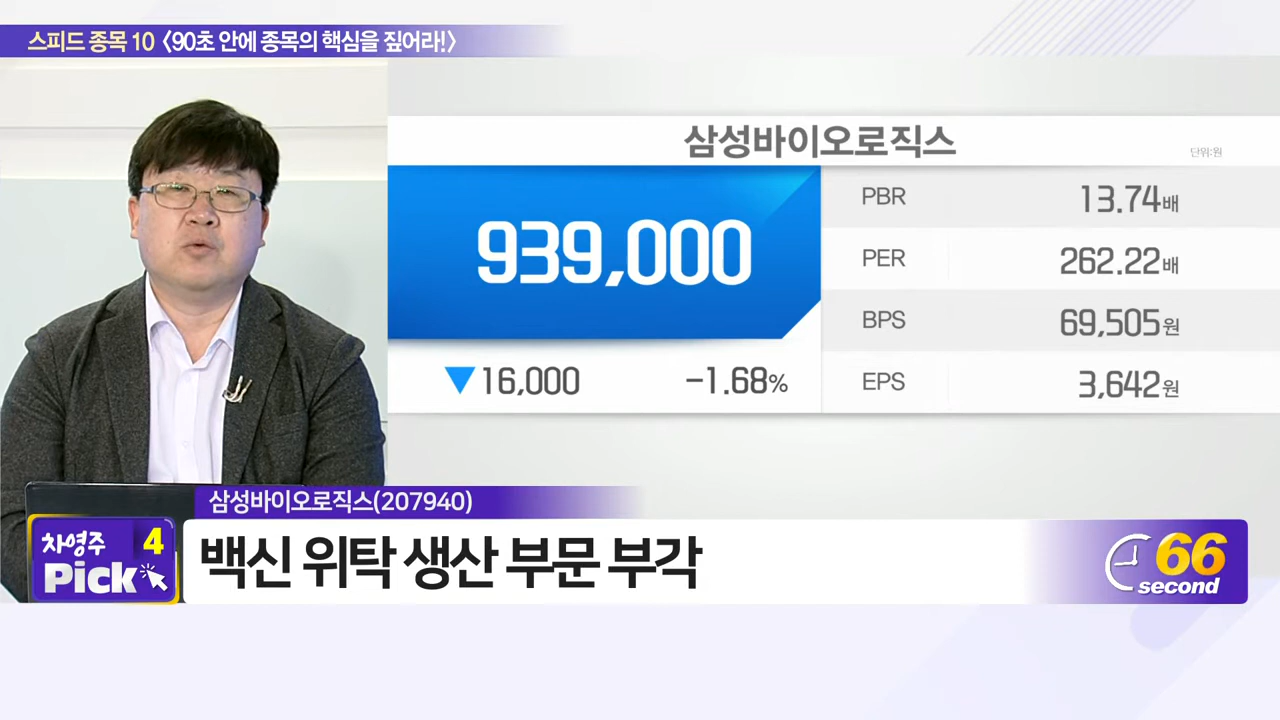 스피드 종목 10 〈90초 안에 종목의 핵심을 짚어라!〉
삼성바이오로직스
단위:원
939,000
▼16,000 -1.68%
PBR 13.74배
PER 262.22배
BPS 69,505원
EPS 3,642원
삼성바이오로직스(207940)
차영주 4
Pick
백신 위탁 생산 부문 부각
66
second